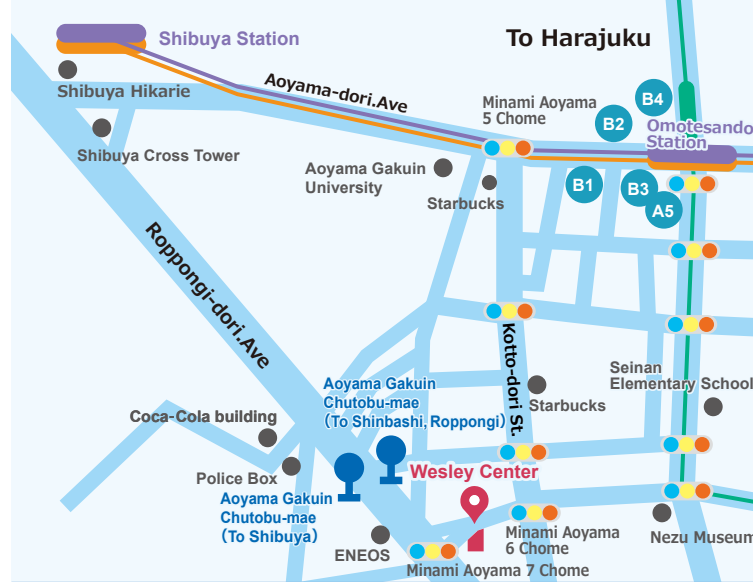 Shibuya Station
To Harajuku
Shibuya Hikarie
Aoyama-dori.Ave
Minami Aoyama
5 Chome
B4
B2
Omotesando
Station
Shibuya Cross Tower
Aoyama Gakuin
University
Starbucks
B1
B3
A5
Roppongi-dori.Ave
Kotto-dori St.
Seinan
Elementary School
Aoyama Gakuin
Chutobu-mae
(To Shinbashi, Roppongi)
Starbucks
Coca-Cola building
Police Box
Wesley Center
Aoyama Gakuin
Chutobu-mae
(To Shibuya)
ENEOS
Minami Aoyama
6 Chome
Nezu Museum
Minami Aoyama 7 Chome